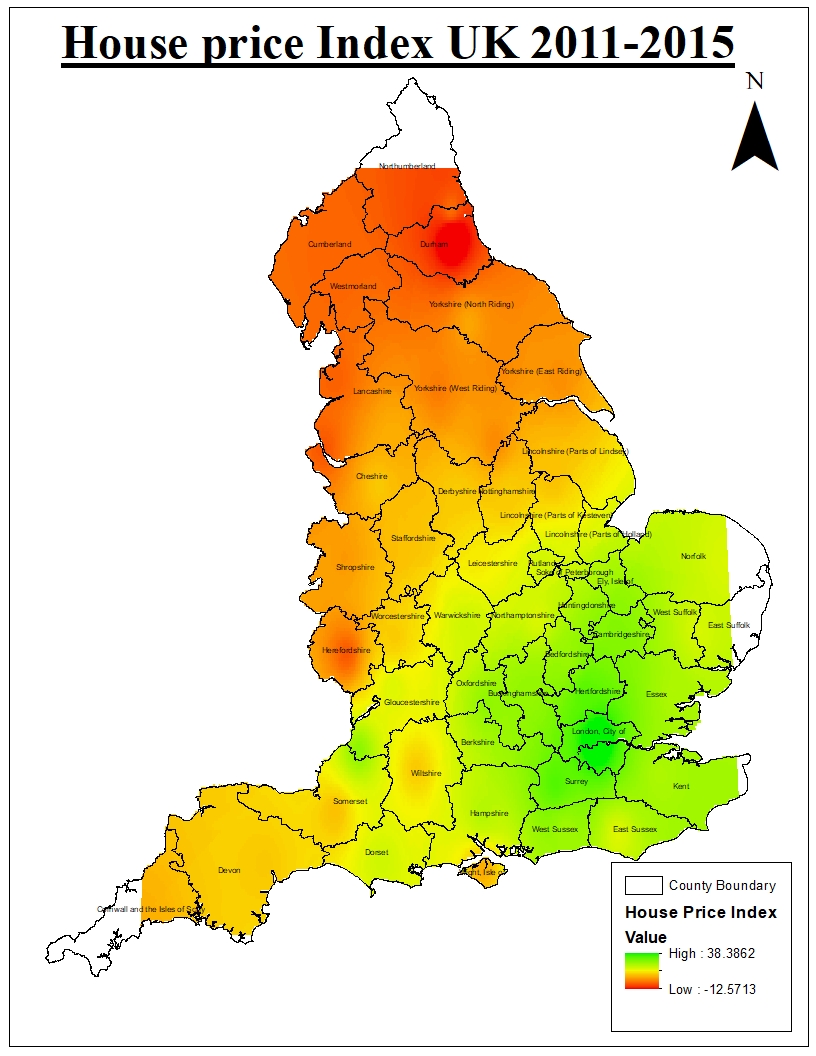 House price Index UK 2011-2015
N
Northumberland
Cumberland
Durham
Westmorland
Yorkshire (North Riding)
Yorkshire (East Riding)
Lancashire
Yorkshire (West Riding)
Lincolnshire (Parts of Lindsey)
Cheshire
Derbyshire
Nottinghamshire
Lincolnshire (Parts of Kesteven)
Lincolnshire (Parts of Holland)
Staffordshire
Norfolk
Leicestershire
Rutland
Shropshire
Soke of Peterborough
Ely, Isle of
Huntingdonshire
West Suffolk
Worcestershire
Warwickshire
Northamptonshire
East Suffolk
Cambridgeshire
Herefordshire
Bedfordshire
Oxfordshire
Buckinghamshire
Hertfordshire
Essex
Gloucestershire
London, City of
Berkshire
Wiltshire
Surrey
Kent
Somerset
Hampshire
West Sussex
East Sussex
Dorset
Devon
Wight, Isle of
Cornwall and the Isles of Scilly
County Boundary
House Price Index
Value
High : 38.3862
Low : -12.5713